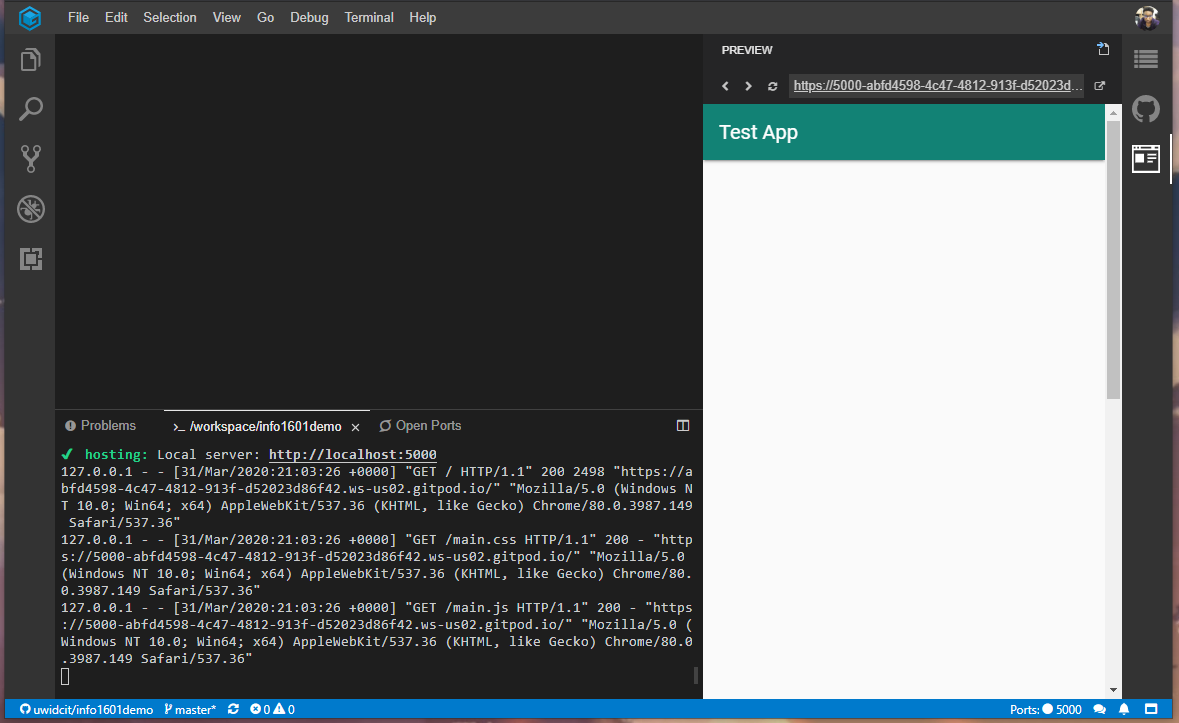 File Edit Selection View Go Debug Terminal Help
PREVIEW
https://5000-abfd4598-4c47-4812-913f-d52023d...
Test App
Problems >_ /workspace/info1601demo × Open Ports
✔ hosting: Local server: http://localhost:5000
127.0.0.1 - - [31/Mar/2020:21:03:26 +0000] "GET / HTTP/1.1" 200 2498 "https://a
bfd4598-4c47-4812-913f-d52023d86f42.ws-us02.gitpod.io/" "Mozilla/5.0 (Windows N
T 10.0; Win64; x64) AppleWebKit/537.36 (KHTML, like Gecko) Chrome/80.0.3987.149
Safari/537.36"
127.0.0.1 - - [31/Mar/2020:21:03:26 +0000] "GET /main.css HTTP/1.1" 200 - "http
s://5000-abfd4598-4c47-4812-913f-d52023d86f42.ws-us02.gitpod.io/" "Mozilla/5.0
(Windows NT 10.0; Win64; x64) AppleWebKit/537.36 (KHTML, like Gecko) Chrome/80.
0.3987.149 Safari/537.36"
127.0.0.1 - - [31/Mar/2020:21:03:26 +0000] "GET /main.js HTTP/1.1" 200 - "https
://5000-abfd4598-4c47-4812-913f-d52023d86f42.ws-us02.gitpod.io/" "Mozilla/5.0 (
Windows NT 10.0; Win64; x64) AppleWebKit/537.36 (KHTML, like Gecko) Chrome/80.0
.3987.149 Safari/537.36"
uwidcit/info1601demo master* 0 0 Ports: 5000